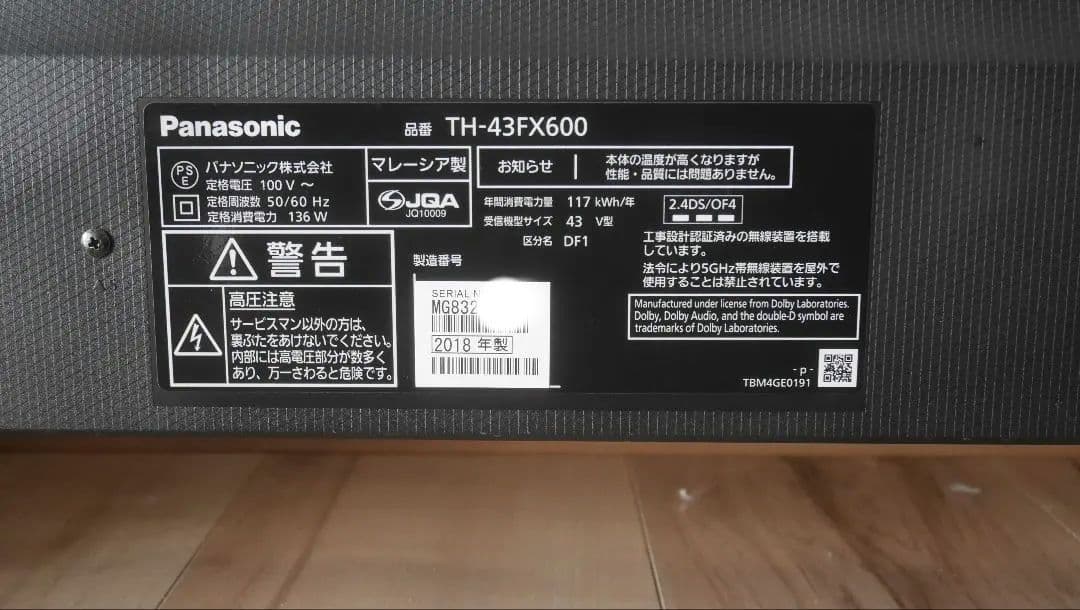 Panasonic
品番 TH-43FX600
PS
E
パナソニック株式会社
定格電圧 100 V ～
定格周波数 50/60 Hz
定格消費電力 136 W
マレーシア製
JQA
JQ10009
お知らせ
本体の温度が高くなりますが
性能・品質には問題ありません。
年間消費電力量 117 kWh/年
受信機型サイズ 43 V型
区分名 DF1
2.4DS/OF4
工事設計認証済みの無線装置を搭載
しています。
法令により5GHz帯無線装置を屋外で
使用することは禁止されています。
警告
高圧注意
サービスマン以外の方は、
裏ぶたをあけないでください。
内部には高電圧部分が数多く
あり、万一さわると危険です。
製造番号
SERIAL N
MG832
2018 年製
Manufactured under license from Dolby Laboratories.
Dolby, Dolby Audio, and the double-D symbol are
trademarks of Dolby Laboratories.
- p -
TBM4GE0191